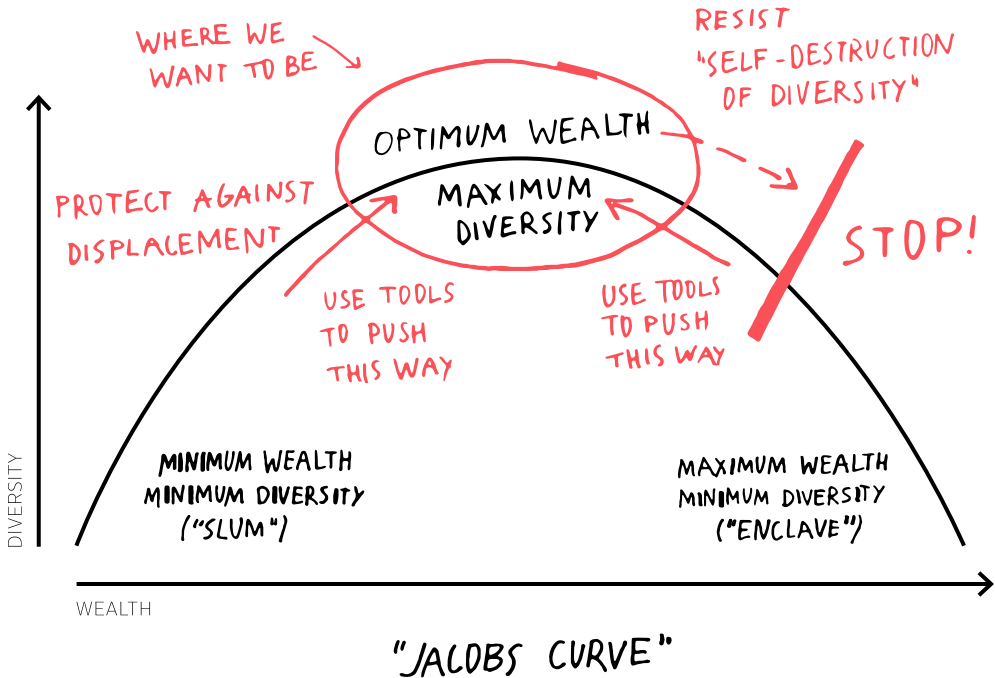 WHERE WE
WANT TO BE
RESIST
"SELF-DESTRUCTION
OF DIVERSITY"
OPTIMUM WEALTH
MAXIMUM
DIVERSITY
PROTECT AGAINST
DISPLACEMENT
STOP!
USE TOOLS
TO PUSH
THIS WAY
USE TOOLS
TO PUSH
THIS WAY
MINIMUM WEALTH
MINIMUM DIVERSITY
("SLUM")
MAXIMUM WEALTH
MINIMUM DIVERSITY
("ENCLAVE")
DIVERSITY
WEALTH
"JACOBS CURVE"